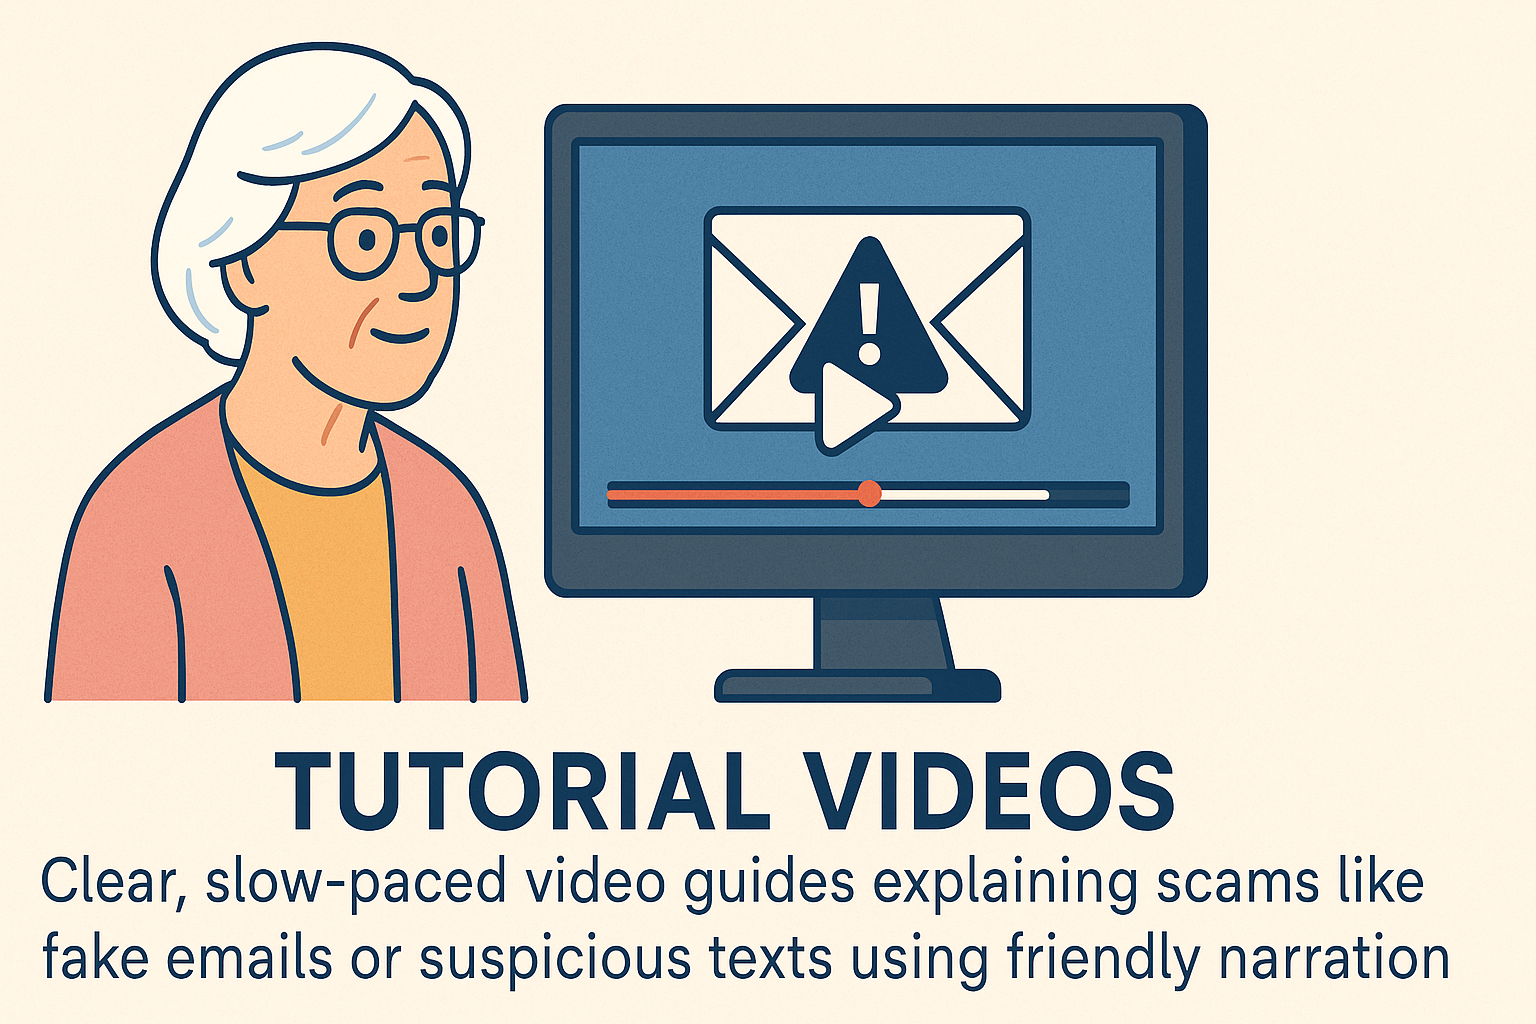 !
TUTORIAL VIDEOS
Clear, slow-paced video guides explaining scams like
fake emails or suspicious texts using friendly narration